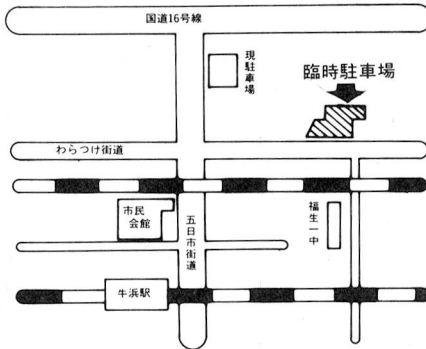 国道16号線
現駐車場
臨時駐車場
わらつけ街道
市民
会館
五日市街道
福生一中
牛浜駅